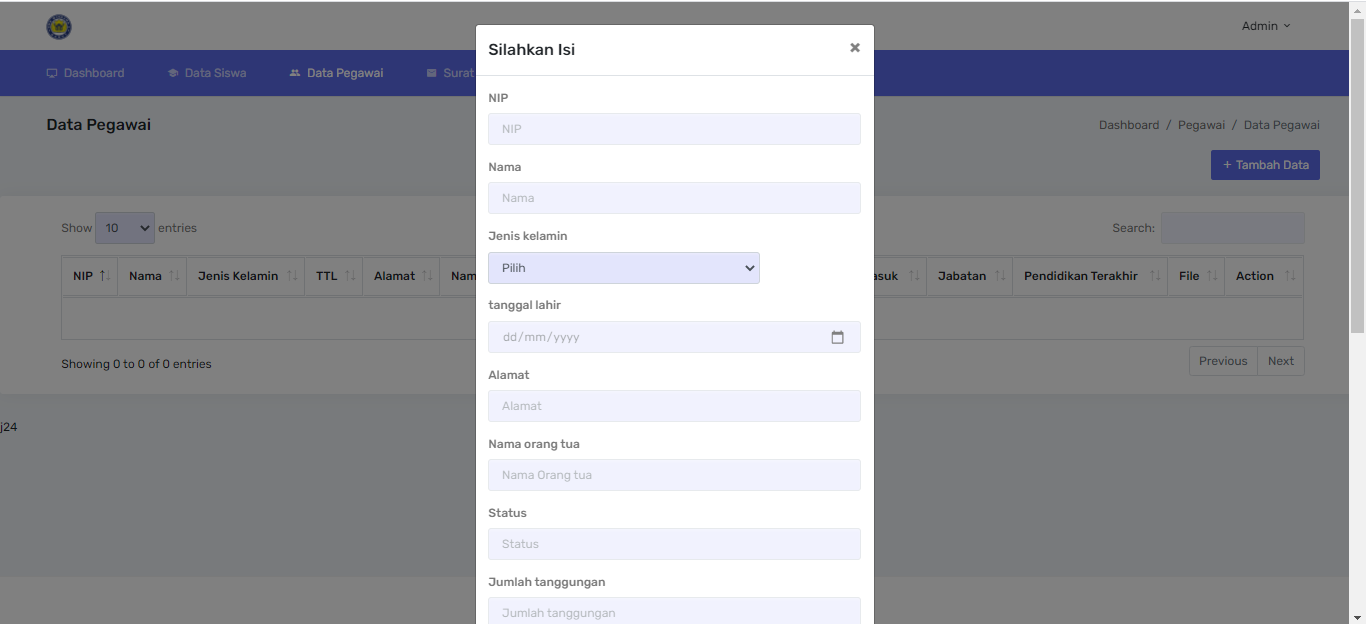 Admin
Dashboard
Data Siswa
Data Pegawai
Surat
Data Pegawai
Dashboard / Pegawai / Data Pegawai
+ Tambah Data
Show 10 entries
Search:
NIP Nama Jenis Kelamin TTL Alamat Nam asuk Jabatan Pendidikan Terakhir File Action
Showing 0 to 0 of 0 entries
Previous Next
j24
Silahkan Isi ×
NIP
NIP
Nama
Nama
Jenis kelamin
Pilih
tanggal lahir
dd/mm/yyyy
Alamat
Alamat
Nama orang tua
Nama Orang tua
Status
Status
Jumlah tanggungan
Jumlah tanggungan